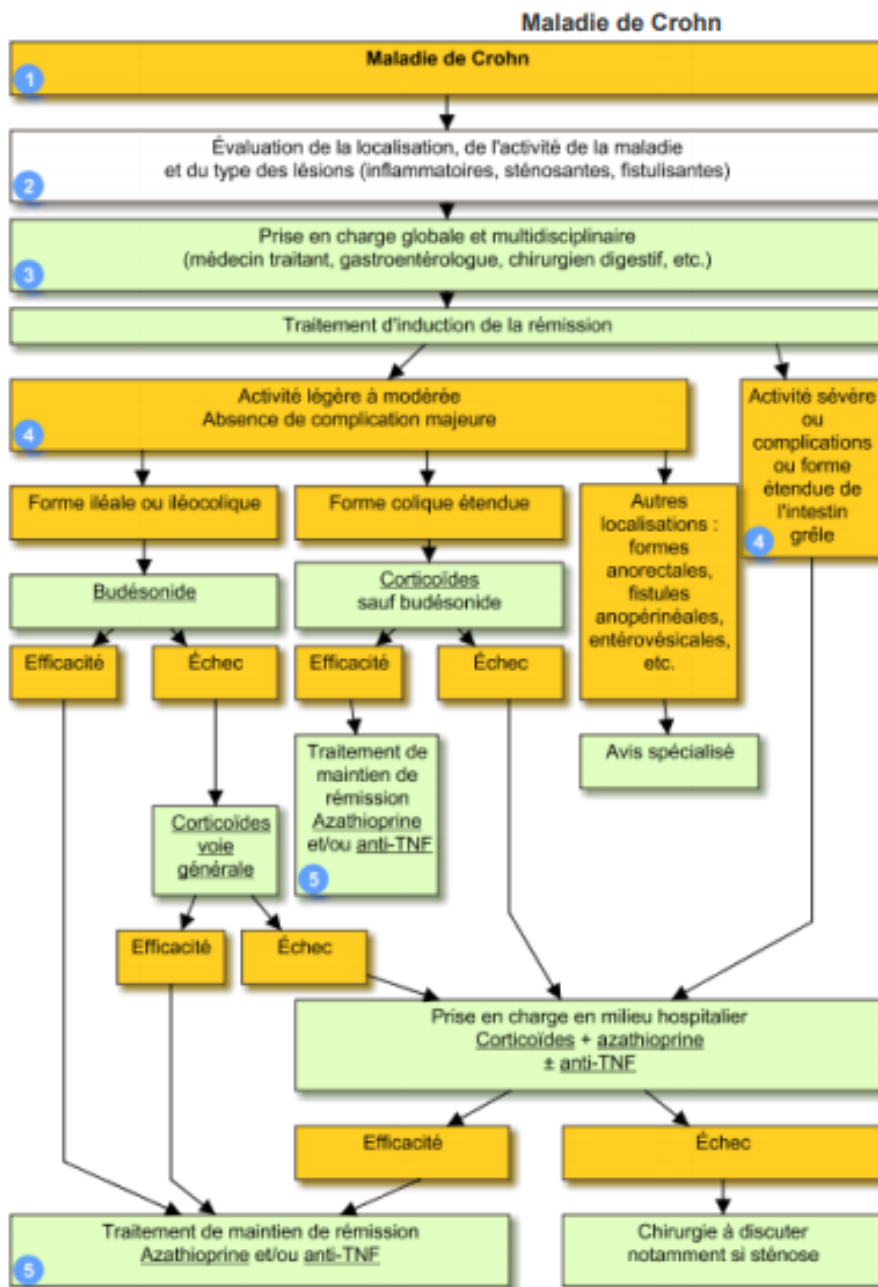 Maladie de Crohn
Maladie de Crohn
1
Évaluation de la localisation, de l'activité de la maladie
et du type des lésions (inflammatoires, sténosantes, fistulisantes)
2
Prise en charge globale et multidisciplinaire
(médecin traitant, gastroentérologue, chirurgien digestif, etc.)
3
Traitement d'induction de la rémission
Activité légère à modérée
Absence de complication majeure
4
Activité sévère
ou
complications
ou forme
étendue de
l'intestin
grêle
4
Forme iléale ou iléocolique
Forme colique étendue
Autres
localisations :
formes
anorectales,
fistules
anopérinéales,
entérovésicales,
etc.
Budésonide
Corticoïdes
sauf budésonide
Efficacité
Échec
Efficacité
Échec
Traitement de
maintien de
rémission
Azathioprine
et/ou anti-TNF
5
Avis spécialisé
Corticoïdes
voie
générale
Efficacité
Échec
Prise en charge en milieu hospitalier
Corticoïdes + azathioprine
± anti-TNF
Efficacité
Échec
Traitement de maintien de rémission
Azathioprine et/ou anti-TNF
5
Chirurgie à discuter
notamment si sténose